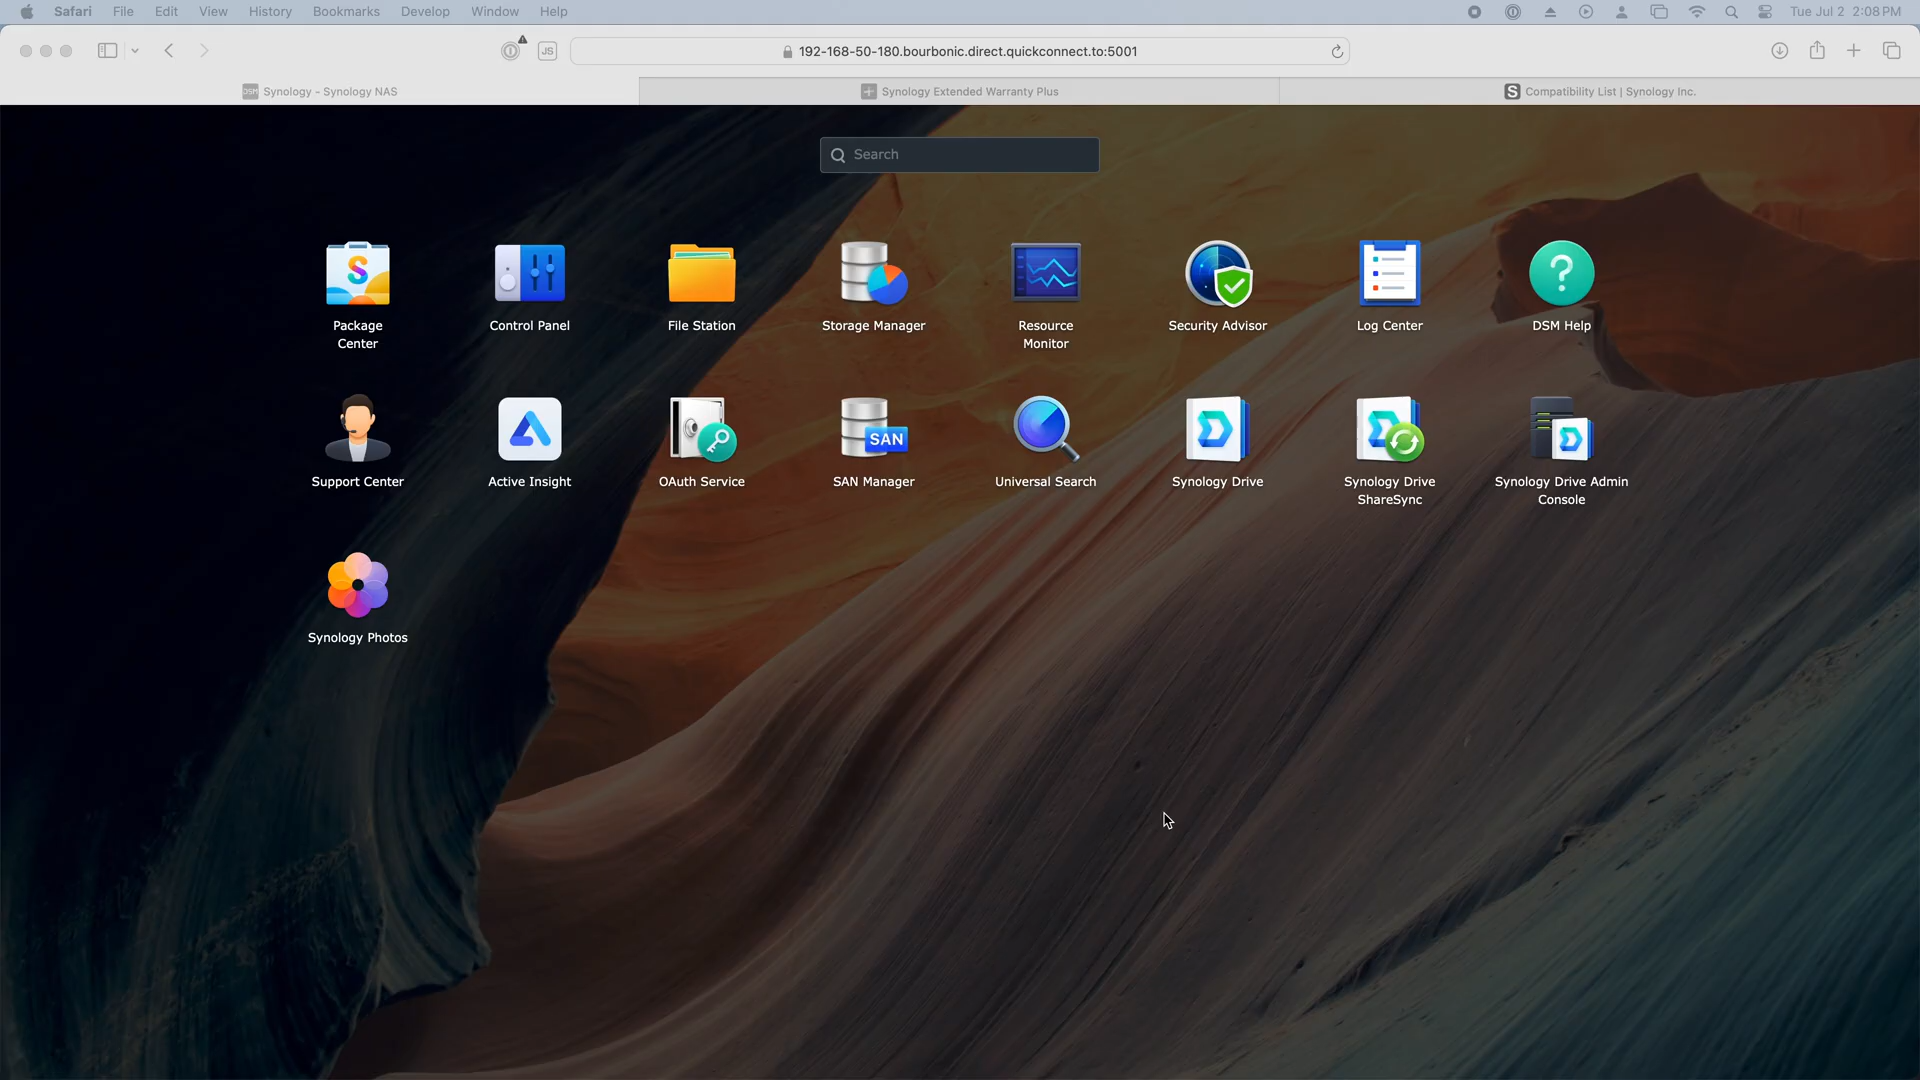 Safari File Edit View History Bookmarks Develop Window Help Tue Jul 2 2:08 PM
JS 192-168-50-180.bourbonic.direct.quickconnect.to:5001
DSM Synology - Synology NAS
Synology Extended Warranty Plus
S Compatibility List | Synology Inc.
Search
S
Package
Center
Control Panel
File Station
Storage Manager
Resource
Monitor
Security Advisor
Log Center
?
DSM Help
Support Center
Active Insight
OAuth Service
SAN
SAN Manager
Universal Search
Synology Drive
Synology Drive
ShareSync
Synology Drive Admin
Console
Synology Photos